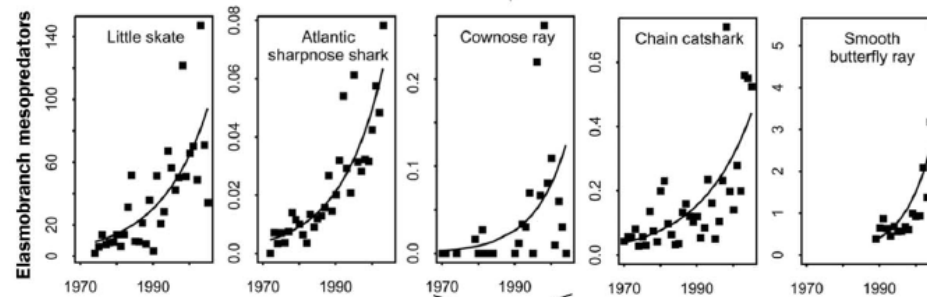 Elasmobranch mesopredators
Little skate
0 20 60 100 140
1970 1990
Atlantic
sharpnose shark
0.0 0.02 0.04 0.06 0.08
1970 1990
Cownose ray
0.0 0.1 0.2
1970 1990
Chain catshark
0.0 0.2 0.4 0.6
1970 1990
Smooth
butterfly ray
0 1 2 3 4 5
1970 1990